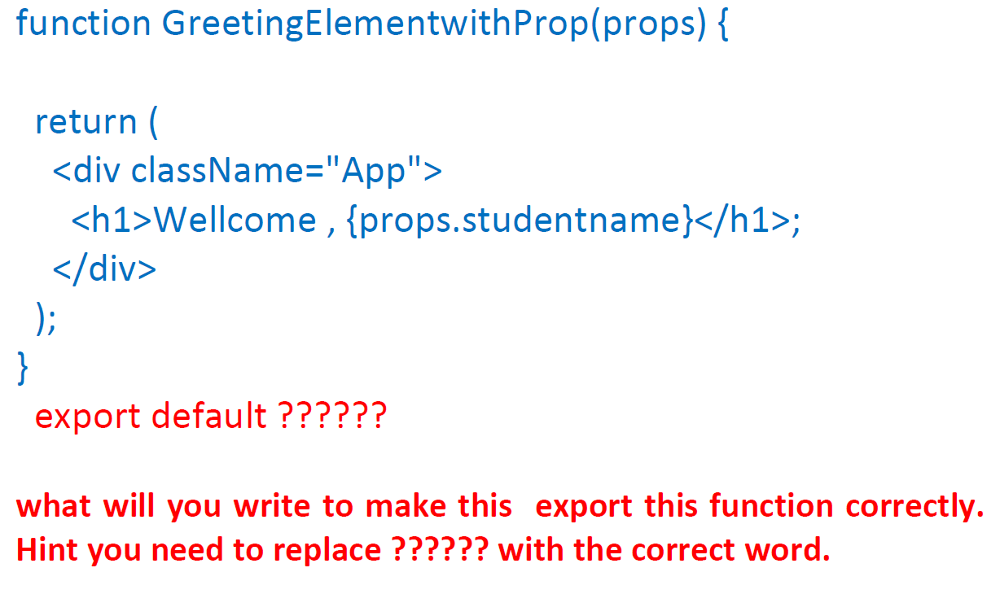 function GreetingElementwithProp(props) {
return (
<div className="App">
<h1>Wellcome , {props.studentname}</h1>;
</div>
);
}
export default ??????
what will you write to make this export this function correctly.
Hint you need to replace ?????? with the correct word.